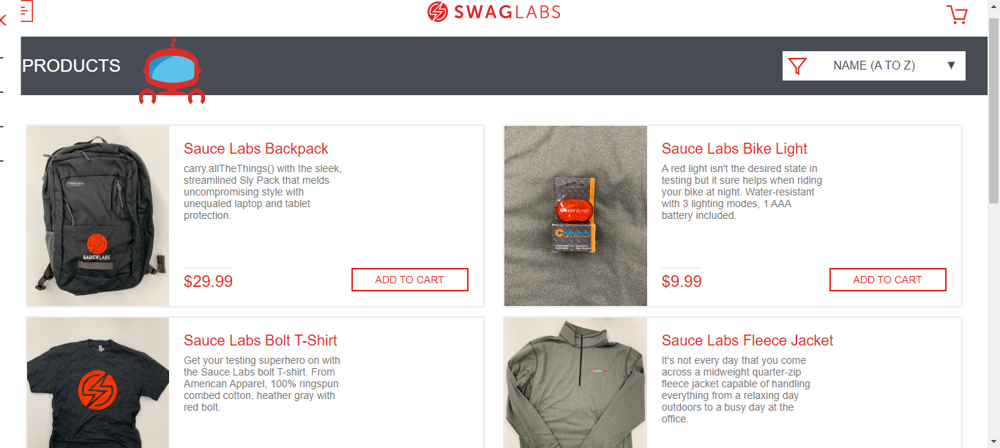 SWAGLABS
PRODUCTS
NAME (A TO Z)
Sauce Labs Backpack
carry.allTheThings() with the sleek,
streamlined Sly Pack that melds
uncompromising style with
unequaled laptop and tablet
protection.
$29.99
ADD TO CART
SAUCELABS
Sauce Labs Bike Light
A red light isn't the desired state in
testing but it sure helps when riding
your bike at night. Water-resistant
with 3 lighting modes, 1 AAA
battery included.
$9.99
ADD TO CART
SAUCELABS
Sauce Labs Bolt T-Shirt
Get your testing superhero on with
the Sauce Labs bolt T-shirt. From
American Apparel, 100% ringspun
combed cotton, heather gray with
red bolt.
Sauce Labs Fleece Jacket
It's not every day that you come
across a midweight quarter-zip
fleece jacket capable of handling
everything from a relaxing day
outdoors to a busy day at the
office.